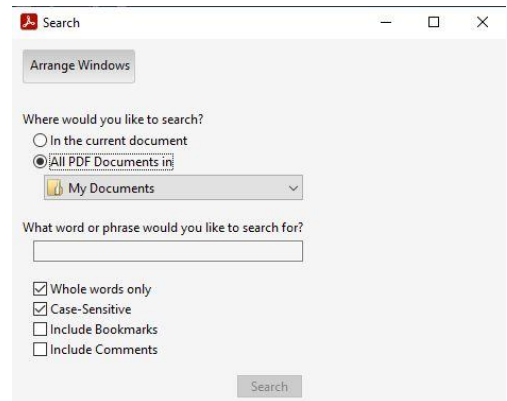 Search
Arrange Windows
Where would you like to search?
In the current document
All PDF Documents in
My Documents
What word or phrase would you like to search for?
Whole words only
Case-Sensitive
Include Bookmarks
Include Comments
Search